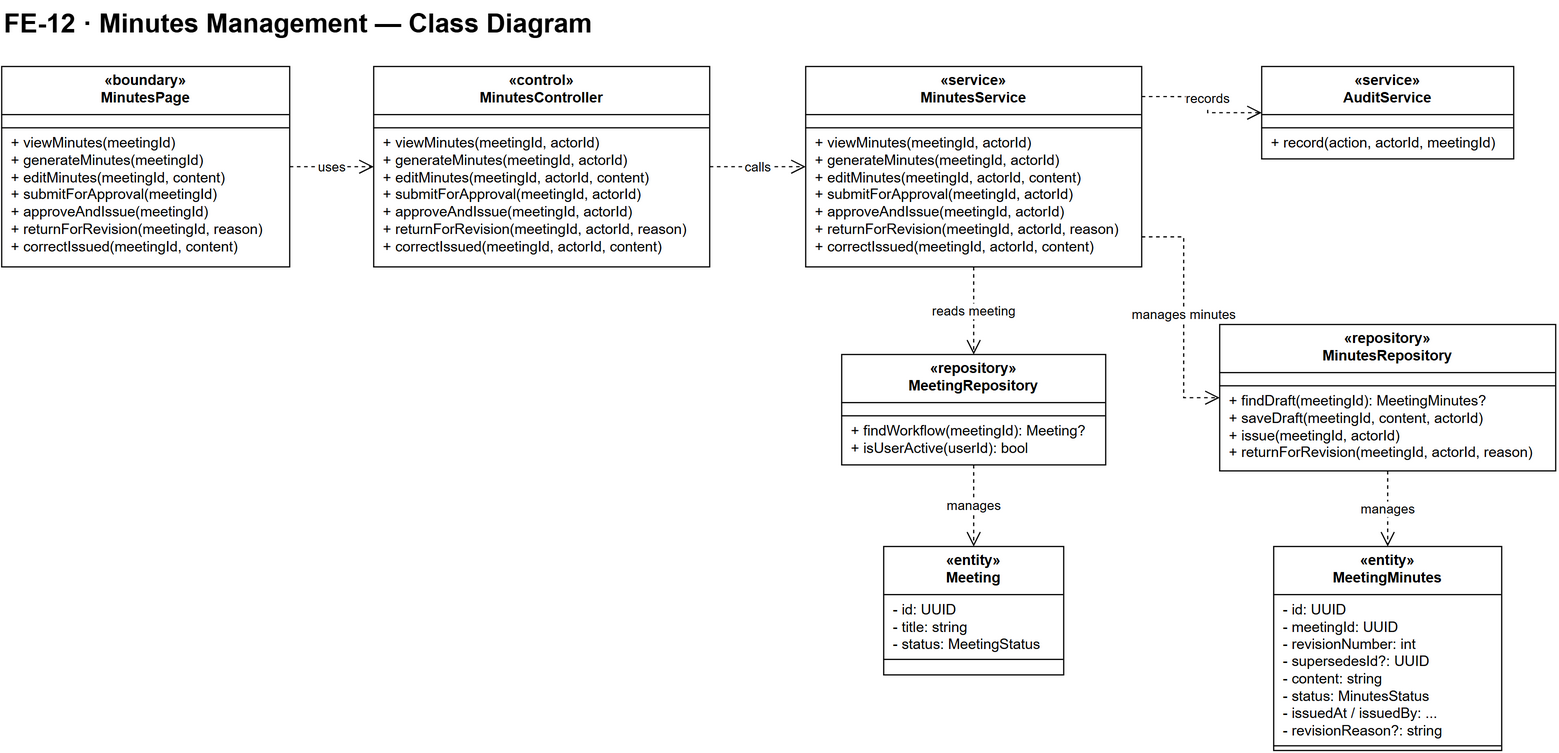 FE-12 · Minutes Management — Class Diagram
«boundary»
MinutesPage
+ viewMinutes(meetingId)
+ generateMinutes(meetingId)
+ editMinutes(meetingId, content)
+ submitForApproval(meetingId)
+ approveAndIssue(meetingId)
+ returnForRevision(meetingId, reason)
+ correctIssued(meetingId, content)
uses
«control»
MinutesController
+ viewMinutes(meetingId, actorId)
+ generateMinutes(meetingId, actorId)
+ editMinutes(meetingId, actorId, content)
+ submitForApproval(meetingId, actorId)
+ approveAndIssue(meetingId, actorId)
+ returnForRevision(meetingId, actorId, reason)
+ correctIssued(meetingId, actorId, content)
calls
«service»
MinutesService
+ viewMinutes(meetingId, actorId)
+ generateMinutes(meetingId, actorId)
+ editMinutes(meetingId, actorId, content)
+ submitForApproval(meetingId, actorId)
+ approveAndIssue(meetingId, actorId)
+ returnForRevision(meetingId, actorId, reason)
+ correctIssued(meetingId, actorId, content)
records
«service»
AuditService
+ record(action, actorId, meetingId)
reads meeting
manages minutes
«repository»
MeetingRepository
+ findWorkflow(meetingId): Meeting?
+ isUserActive(userId): bool
«repository»
MinutesRepository
+ findDraft(meetingId): MeetingMinutes?
+ saveDraft(meetingId, content, actorId)
+ issue(meetingId, actorId)
+ returnForRevision(meetingId, actorId, reason)
manages
manages
«entity»
Meeting
- id: UUID
- title: string
- status: MeetingStatus
«entity»
MeetingMinutes
- id: UUID
- meetingId: UUID
- revisionNumber: int
- supersedesId?: UUID
- content: string
- status: MinutesStatus
- issuedAt / issuedBy: ...
- revisionReason?: string